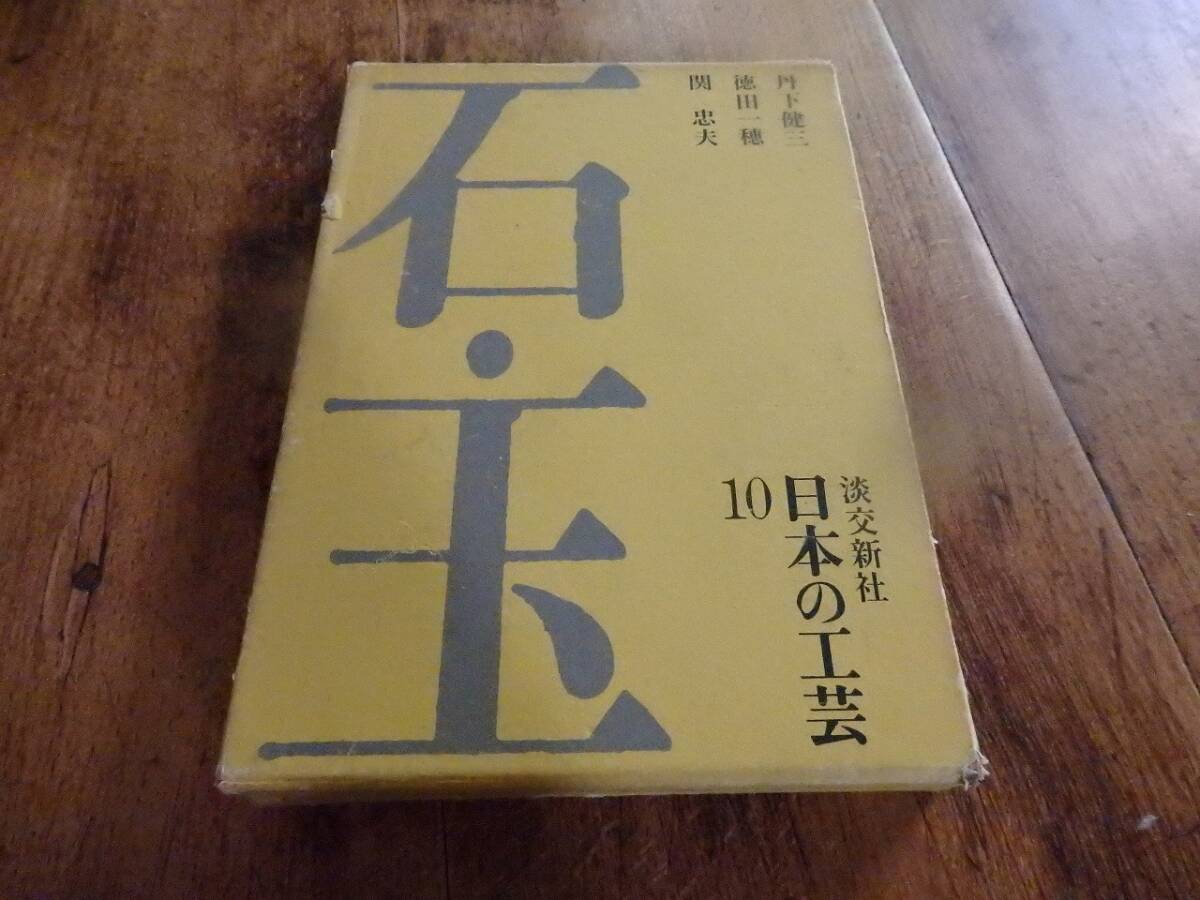 丹下健三
徳田一穂
関忠夫
石・玉
淡交新社
日本の工芸
10